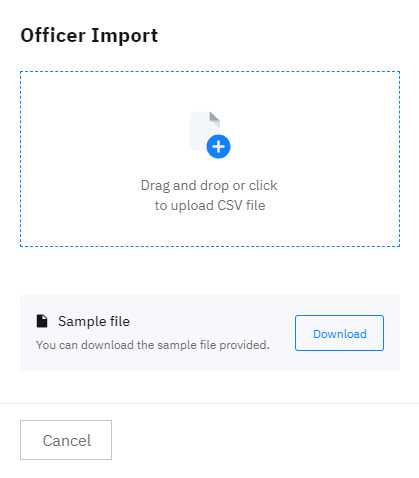 Officer Import
Drag and drop or click
to upload CSV file
Sample file
You can download the sample file provided.
Download
Cancel